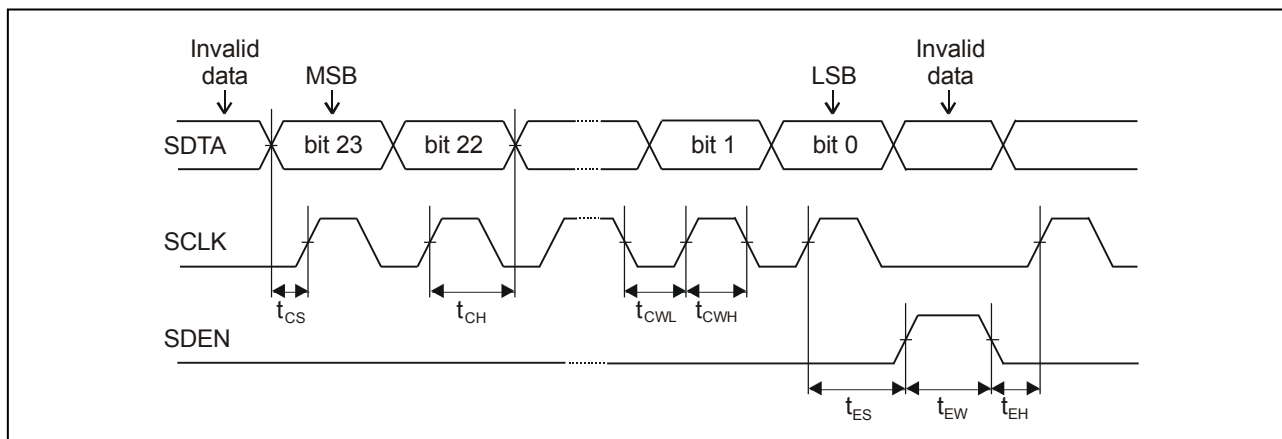 Invalid
data
MSB
LSB
Invalid
data
SDTA
bit 23
bit 22
bit 1
bit 0
SCLK
tCS
tCH
tCWL
tCWH
SDEN
tES
tEW
tEH